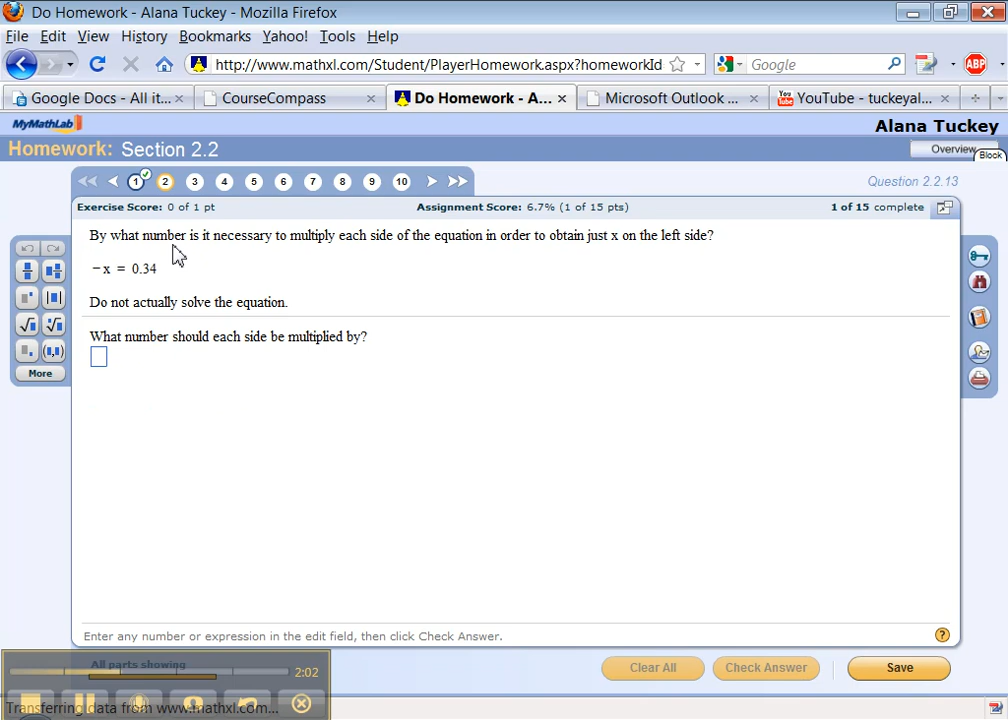 Do Homework - Alana Tuckey - Mozilla Firefox
File Edit View History Bookmarks Yahoo! Tools Help
http://www.mathxl.com/Student/PlayerHomework.aspx?homeworkId Google ABP
Google Docs - All it... CourseCompass Do Homework - A... Microsoft Outlook ... YouTube - tuckeyal...
MyMathLab Alana Tuckey
Homework: Section 2.2 Overview
Block
1 2 3 4 5 6 7 8 9 10 Question 2.2.13
Exercise Score: 0 of 1 pt Assignment Score: 6.7% (1 of 15 pts) 1 of 15 complete
By what number is it necessary to multiply each side of the equation in order to obtain just x on the left side?
−x = 0.34
Do not actually solve the equation.
What number should each side be multiplied by?
More
Enter any number or expression in the edit field, then click Check Answer.
All parts showing
2:02
Clear All Check Answer Save
Transferring data from www.mathxl.com...